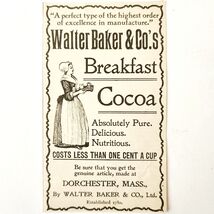 "A perfect type of the highest order
of excellence in manufacture."
Walter Baker & Co.'s
Breakfast
Cocoa
Absolutely Pure.
Delicious.
Nutritious.
COSTS LESS THAN ONE CENT A CUP
Be sure that you get the
genuine article, made at
DORCHESTER, MASS.,
By WALTER BAKER & CO., Ltd.
Established 1780.